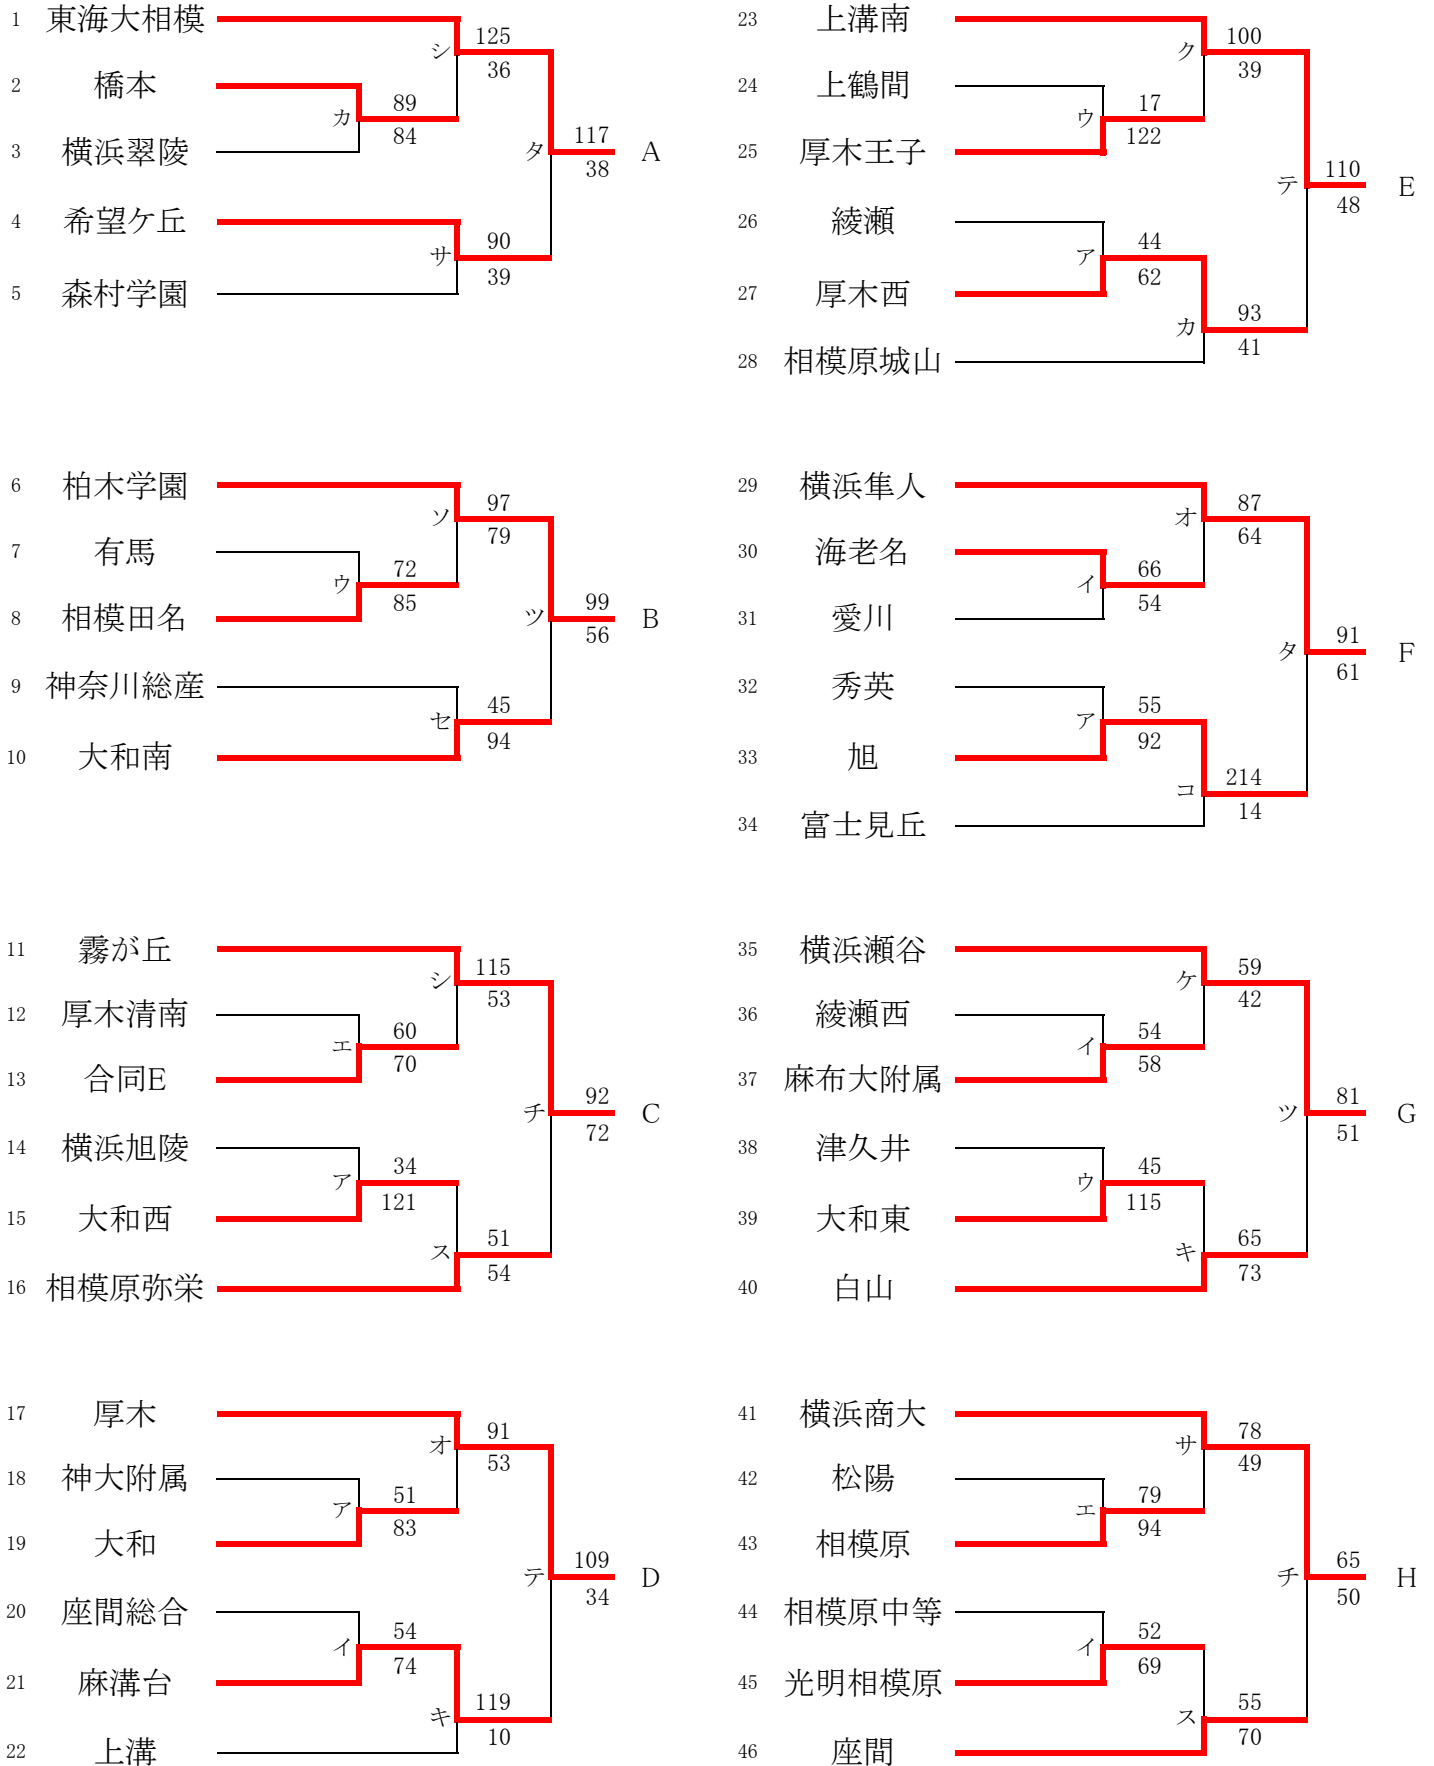 1 東海大相模
シ 125
36
2 橋本
カ 89
84
3 横浜翠陵
タ 117
38
A
4 希望ケ丘
サ 90
39
5 森村学園
6 柏木学園
ソ 97
79
7 有馬
ウ 72
85
8 相模田名
ツ 99
56
B
9 神奈川総産
セ 45
94
10 大和南
11 霧が丘
シ 115
53
12 厚木清南
エ 60
70
13 合同E
チ 92
72
C
14 横浜旭陵
ア 34
121
15 大和西
ス 51
54
16 相模原弥栄
17 厚木
オ 91
53
18 神大附属
ア 51
83
19 大和
テ 109
34
D
20 座間総合
イ 54
74
21 麻溝台
キ 119
10
22 上溝
23 上溝南
ク 100
39
24 上鶴間
ウ 17
122
25 厚木王子
テ 110
48
E
26 綾瀬
ア 44
62
27 厚木西
カ 93
41
28 相模原城山
29 横浜隼人
オ 87
64
30 海老名
イ 66
54
31 愛川
タ 91
61
F
32 秀英
ア 55
92
33 旭
コ 214
14
34 富士見丘
35 横浜瀬谷
ケ 59
42
36 綾瀬西
イ 54
58
37 麻布大附属
ツ 81
51
G
38 津久井
ウ 45
115
39 大和東
キ 65
73
40 白山
41 横浜商大
サ 78
49
42 松陽
エ 79
94
43 相模原
チ 65
50
H
44 相模原中等
イ 52
69
45 光明相模原
ス 55
70
46 座間